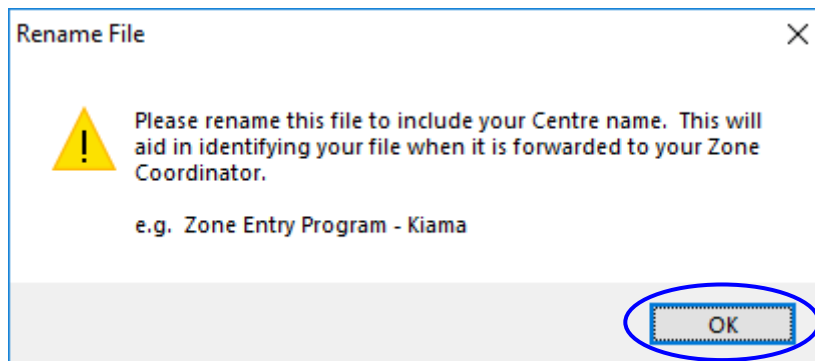 Rename File
Please rename this file to include your Centre name.  This will
aid in identifying your file when it is forwarded to your Zone
Coordinator.
e.g.  Zone Entry Program - Kiama
OK